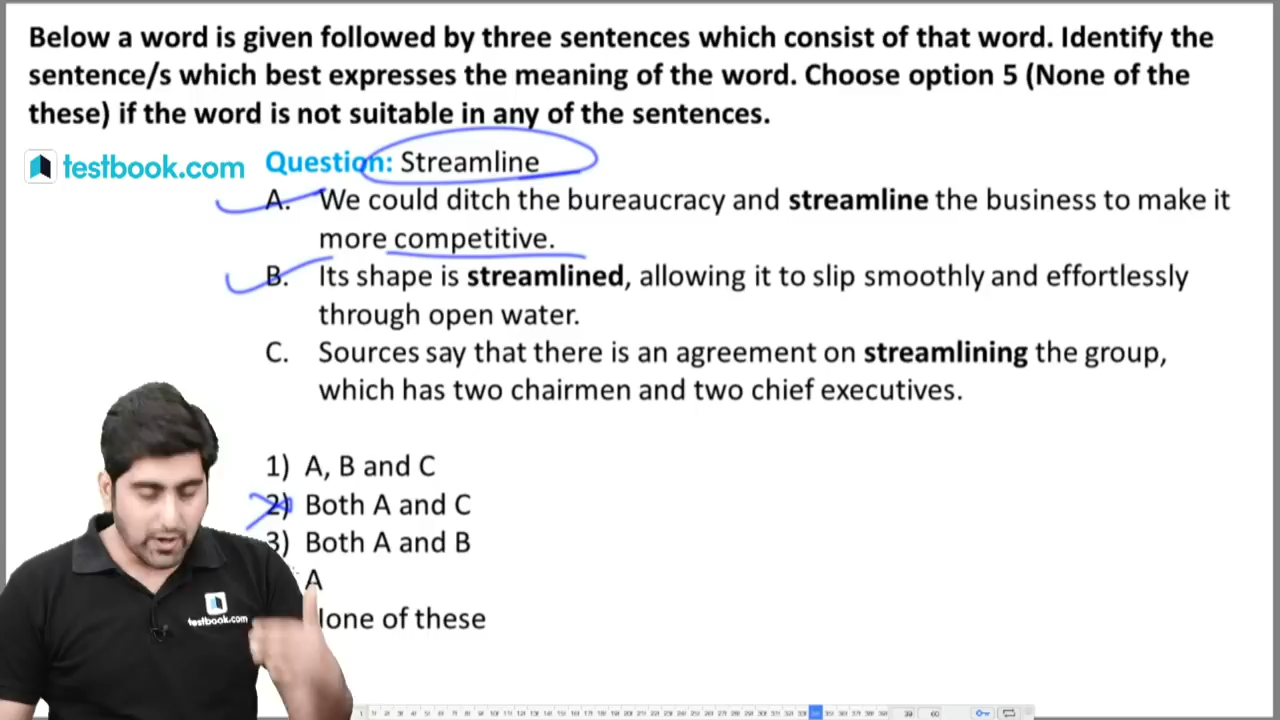 Below a word is given followed by three sentences which consist of that word. Identify the
sentence/s which best expresses the meaning of the word. Choose option 5 (None of the
these) if the word is not suitable in any of the sentences.
testbook.com
Question: Streamline
A. We could ditch the bureaucracy and streamline the business to make it
more competitive.
B. Its shape is streamlined, allowing it to slip smoothly and effortlessly
through open water.
C. Sources say that there is an agreement on streamlining the group,
which has two chairmen and two chief executives.
1) A, B and C
2) Both A and C
3) Both A and B
A
one of these
testbook.com
39 60